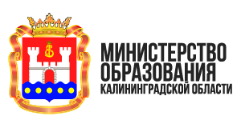 МИНИСТЕРСТВО
ОБРАЗОВАНИЯ
КАЛИНИНГРАДСКОЙ ОБЛАСТИ